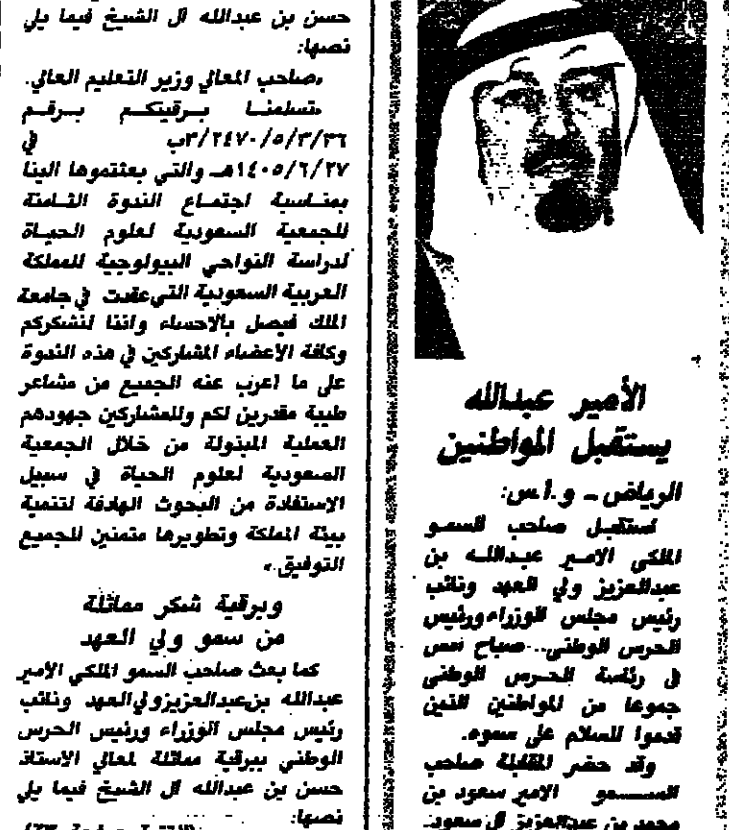 الأمير عبدالله
يستقبل المواطنين
الرياض ـ و.أ.س:
استقبل صاحب السمو
الملكي الامير عبدالله بن
عبدالعزيز ولي العهد ونائب
رئيس مجلس الوزراء ورئيس
الحرس الوطني.. صباح امس
في رئاسة الحرس الوطني
جموعا من المواطنين الذين
قدموا للسلام على سموه.
وقد حضر المقابلة صاحب
السمو الامير سعود بن
محمد بن عبدالعزيز آل سعود.
حسن بن عبدالله آل الشيخ فيما يلي
نصها:
«صاحب المعالي وزير التعليم العالي.
«تسلمنا برقيتكم برقم
٣/٢٤٧٠/٥/٣/٣٦ب في
١٤٠٥/٦/٢٧هـ والتي بعثتموها الينا
بمناسبة اجتماع الندوة الثامنة
للجمعية السعودية لعلوم الحياة
لدراسة النواحي البيولوجية للمملكة
العربية السعودية التي عقدت في جامعة
الملك فيصل بالاحساء واننا لنشكركم
وكافة الاعضاء المشاركين في هذه الندوة
على ما اعرب عنه الجميع من مشاعر
طيبة مقدرين لكم وللمشاركين جهودهم
العملية المبذولة من خلال الجمعية
السعودية لعلوم الحياة في سبيل
الاستفادة من البحوث الهادفة لتنمية
بيئة المملكة وتطويرها متمنين للجميع
التوفيق.»
وبرقية شكر مماثلة
من سمو ولي العهد
كما بعث صاحب السمو الملكي الامير
عبدالله بن عبدالعزيز ولي العهد ونائب
رئيس مجلس الوزراء ورئيس الحرس
الوطني ببرقية مماثلة لمعالي الاستاذ
حسن بن عبدالله آل الشيخ فيما يلي
نصها: